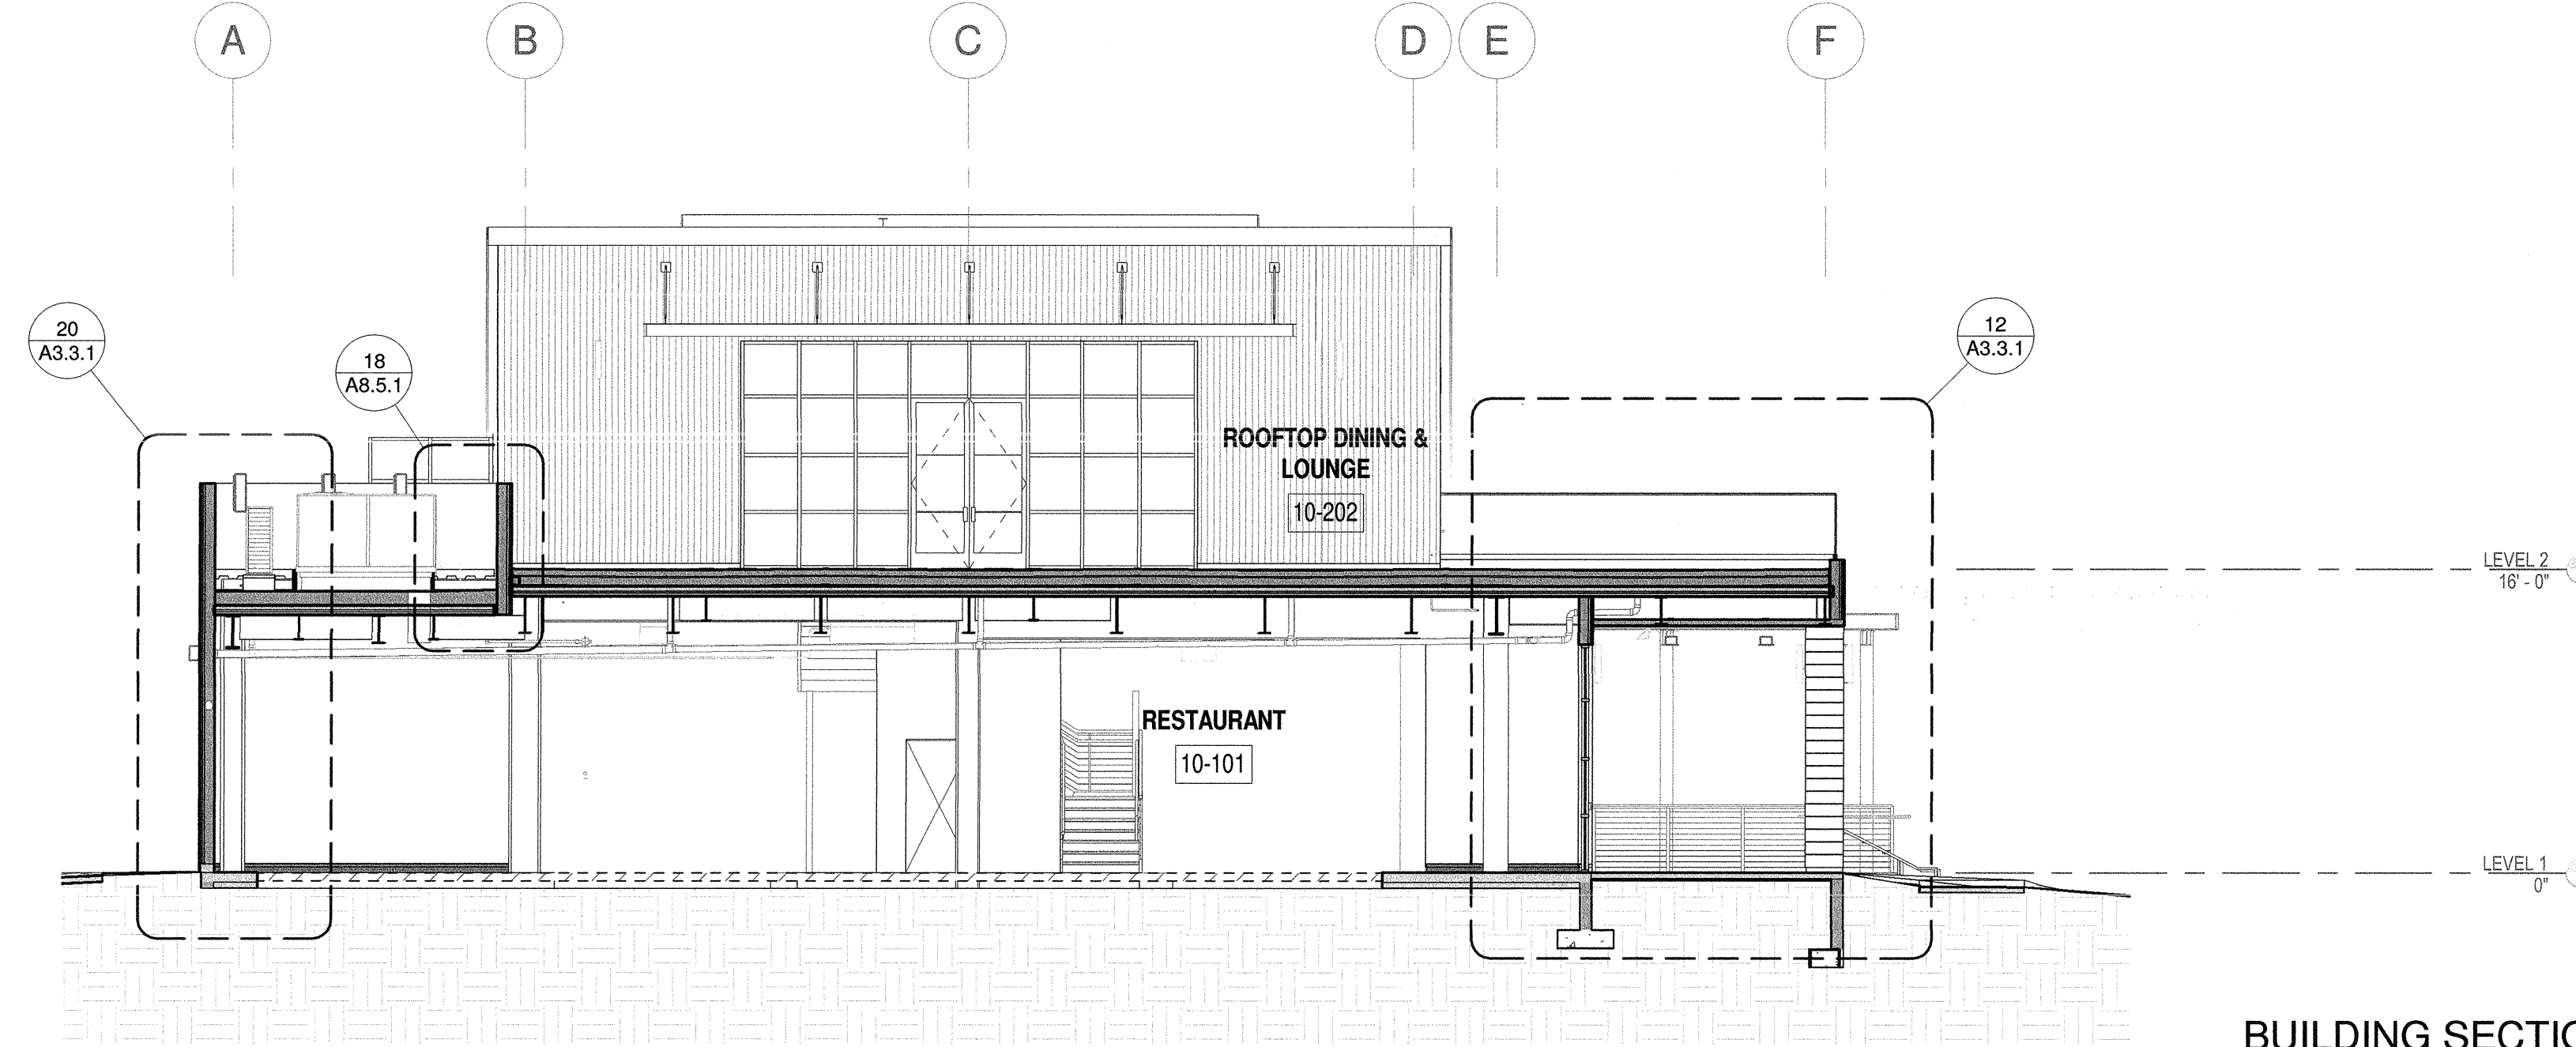 A
B
C
D
E
F
20
A3.3.1
18
A8.5.1
12
A3.3.1
ROOFTOP DINING &
LOUNGE
10-202
LEVEL 2
16' - 0"
RESTAURANT
10-101
LEVEL 1
0"
BUILDING SECTIO